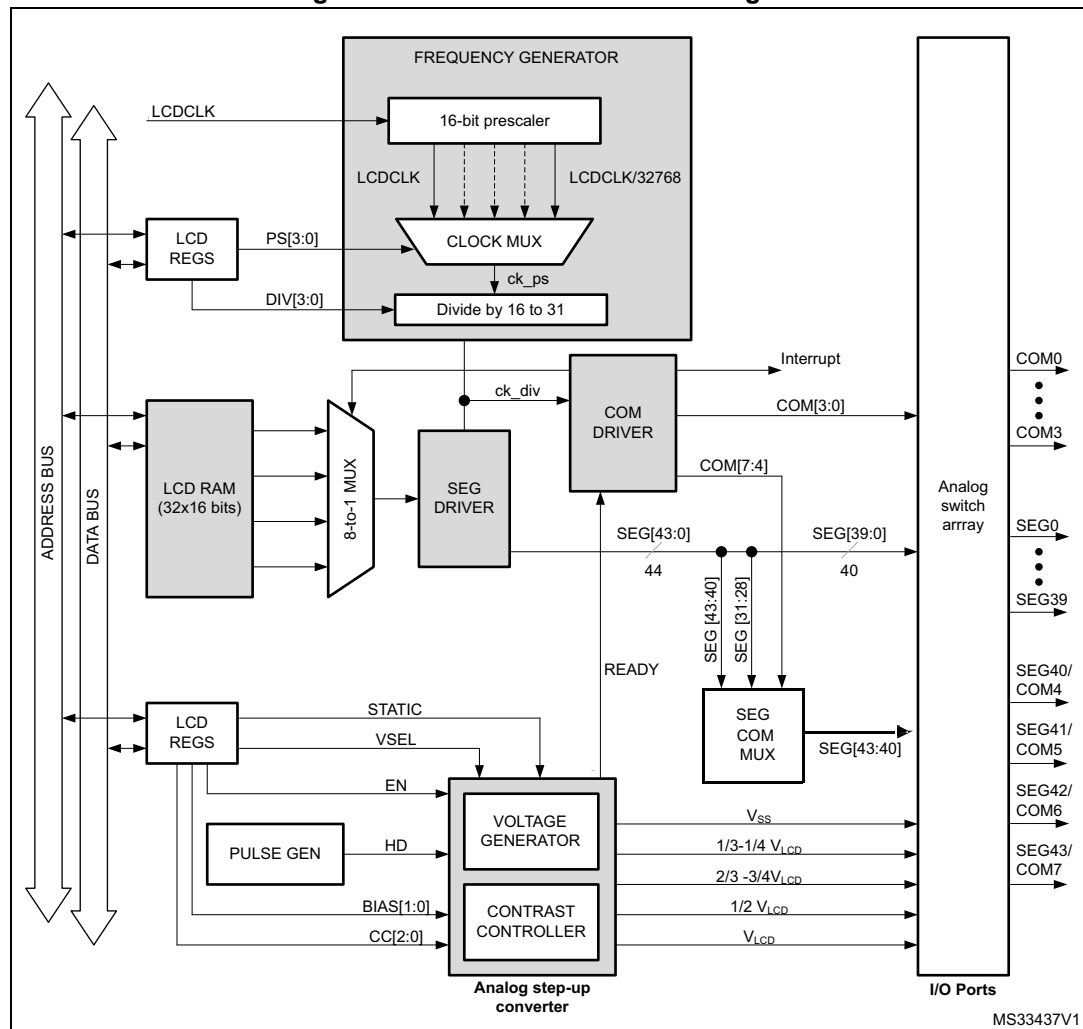 FREQUENCY GENERATOR
LCDCLK
16-bit prescaler
LCDCLK
LCDCLK/32768
LCD
REGS
PS[3:0]
CLOCK MUX
ck_ps
DIV[3:0]
Divide by 16 to 31
Interrupt
ck_div
COM
DRIVER
COM[3:0]
COM[7:4]
COM0
COM3
ADDRESS BUS
DATA BUS
LCD RAM
(32x16 bits)
8-to-1 MUX
SEG
DRIVER
Analog
switch
arrray
SEG[43:0]
44
SEG[39:0]
40
SEG0
SEG39
SEG [43:40]
SEG [31:28]
READY
SEG
COM
MUX
SEG[43:40]
SEG40/
COM4
SEG41/
COM5
SEG42/
COM6
SEG43/
COM7
LCD
REGS
STATIC
VSEL
EN
PULSE GEN
HD
BIAS[1:0]
CC[2:0]
VOLTAGE
GENERATOR
CONTRAST
CONTROLLER
VSS
1/3-1/4 VLCD
2/3 -3/4VLCD
1/2 VLCD
VLCD
Analog step-up
converter
I/O Ports
MS33437V1